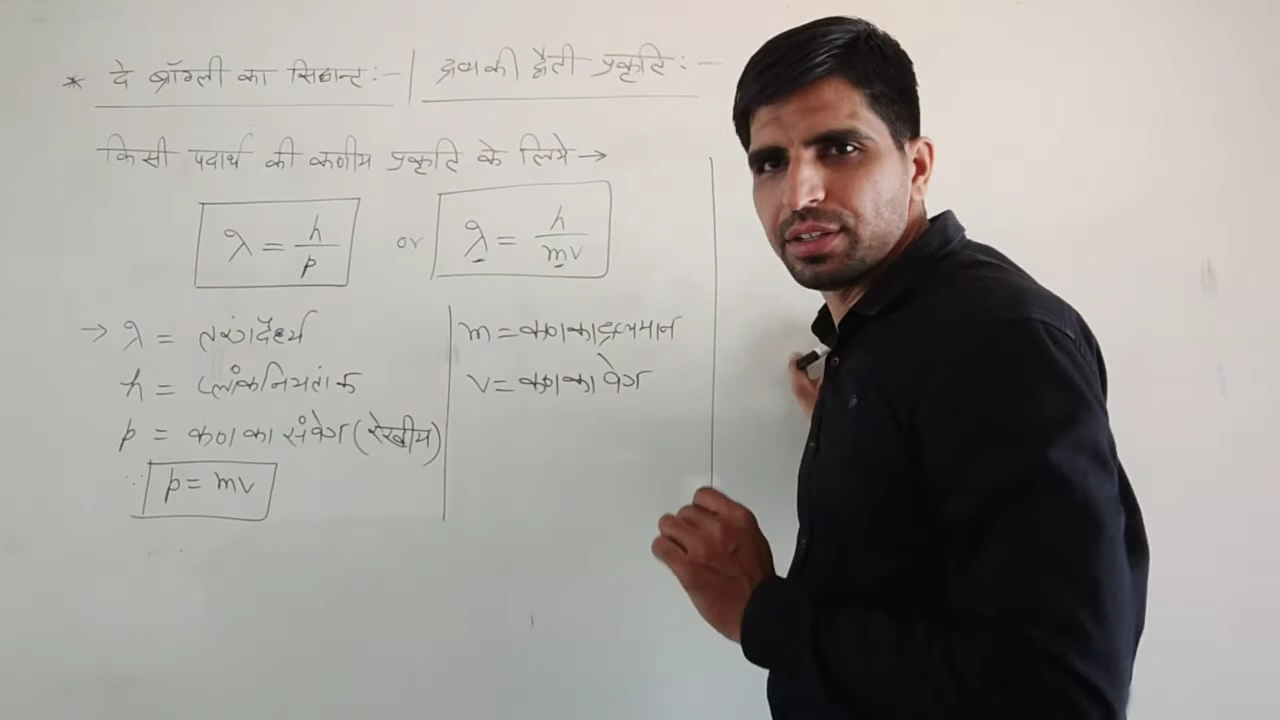 * दे ब्रॉग्ली का सिद्धान्त :- | द्रव्य की द्वैती प्रकृति :-
किसी पदार्थ की कणीय प्रकृति के लिये →
λ = h/p or λ = h/mv
→ λ = तरंगदैर्ध्य
h = प्लांक नियतांक
p = कण का संवेग (रेखीय)
∵ p = mv
m = कण का द्रव्यमान
v = कण का वेग